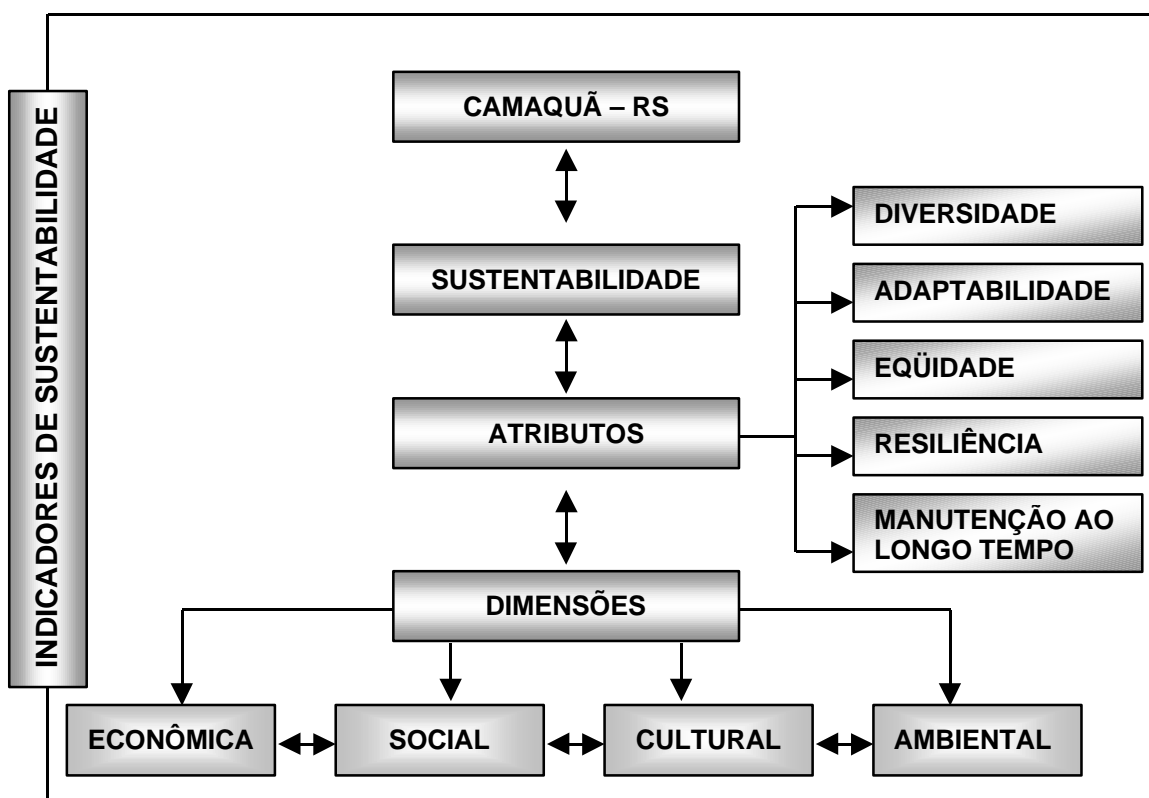 INDICADORES DE SUSTENTABILIDADE
CAMAQUÃ – RS
SUSTENTABILIDADE
ATRIBUTOS
DIVERSIDADE
ADAPTABILIDADE
EQÜIDADE
RESILIÊNCIA
MANUTENÇÃO AO
LONGO TEMPO
DIMENSÕES
ECONÔMICA
SOCIAL
CULTURAL
AMBIENTAL